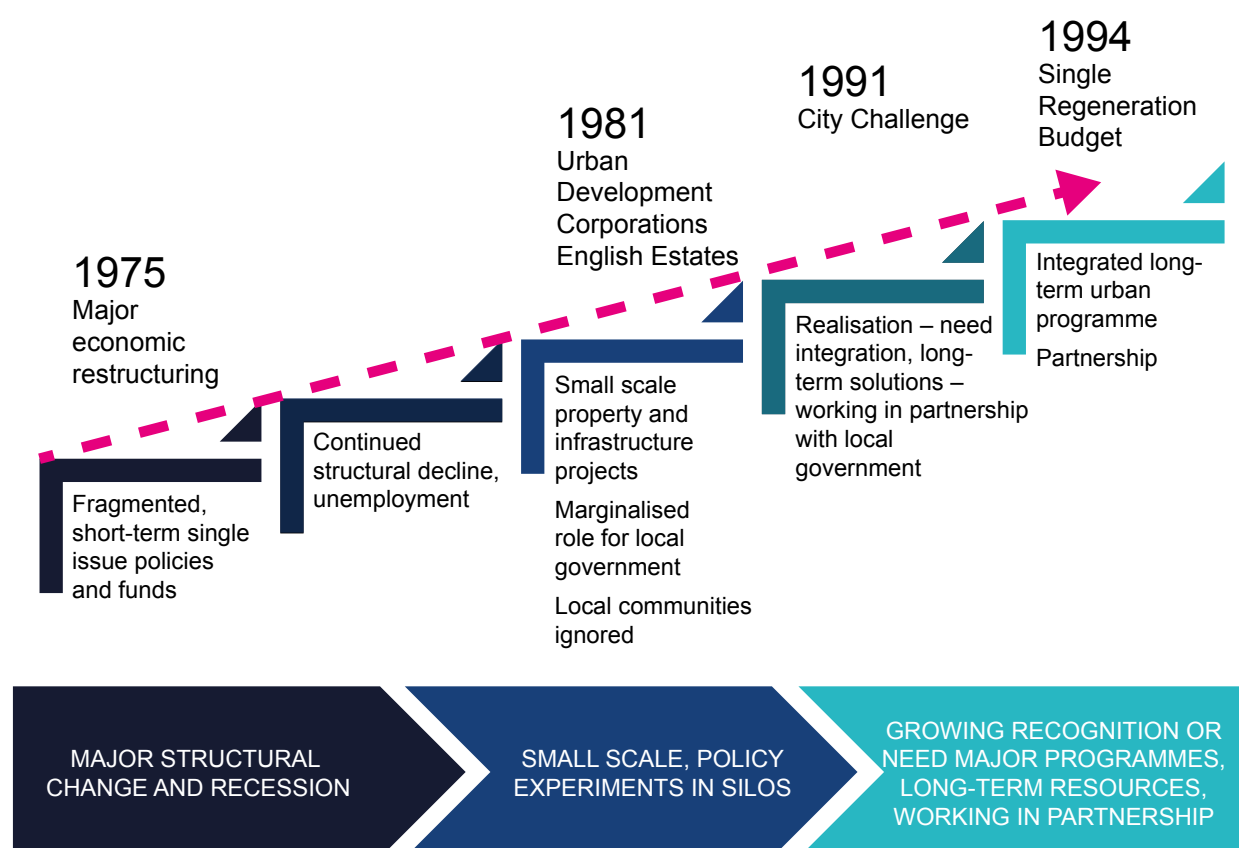 1975
Major
economic
restructuring
Fragmented,
short-term single
issue policies
and funds
Continued
structural decline,
unemployment
1981
Urban
Development
Corporations
English Estates
Small scale
property and
infrastructure
projects
Marginalised
role for local
government
Local communities
ignored
1991
City Challenge
Realisation – need
integration, long-
term solutions –
working in partnership
with local
government
1994
Single
Regeneration
Budget
Integrated long-
term urban
programme
Partnership
MAJOR STRUCTURAL
CHANGE AND RECESSION
SMALL SCALE, POLICY
EXPERIMENTS IN SILOS
GROWING RECOGNITION OR
NEED MAJOR PROGRAMMES,
LONG-TERM RESOURCES,
WORKING IN PARTNERSHIP